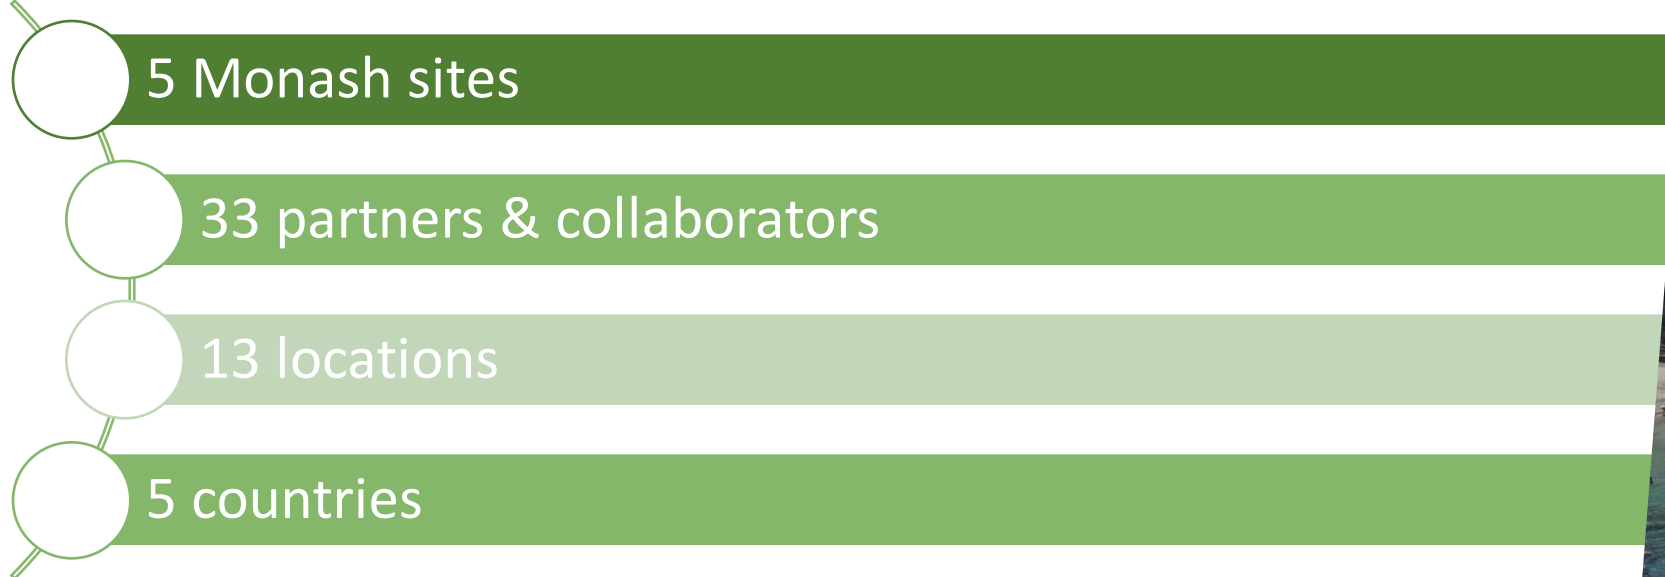 5 Monash sites
33 partners & collaborators
13 locations
5 countries